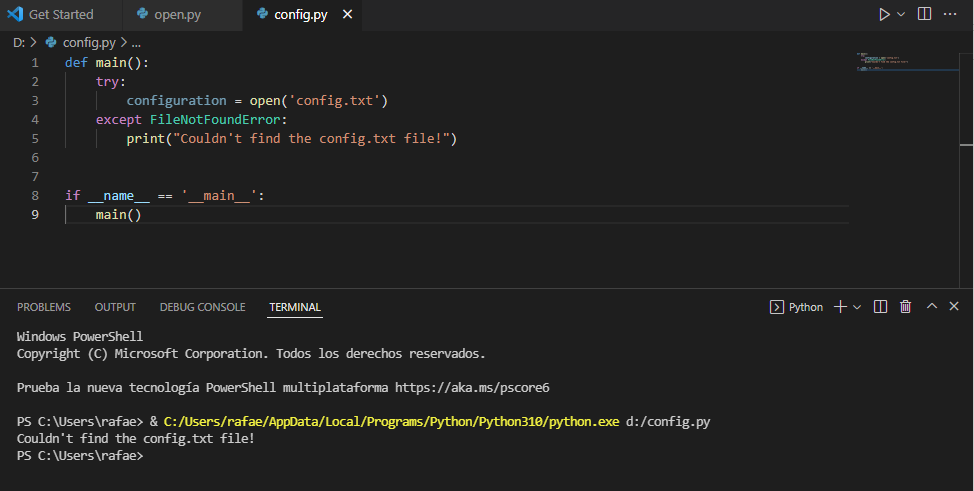 Get Started open.py config.py
D: > config.py > ...
1 def main():
2 try:
3 configuration = open('config.txt')
4 except FileNotFoundError:
5 print("Couldn't find the config.txt file!")
6
7
8 if __name__ == '__main__':
9 main()
PROBLEMS OUTPUT DEBUG CONSOLE TERMINAL Python
Windows PowerShell
Copyright (C) Microsoft Corporation. Todos los derechos reservados.
Prueba la nueva tecnología PowerShell multiplataforma https://aka.ms/pscore6
PS C:\Users\rafae> & C:/Users/rafae/AppData/Local/Programs/Python/Python310/python.exe d:/config.py
Couldn't find the config.txt file!
PS C:\Users\rafae>